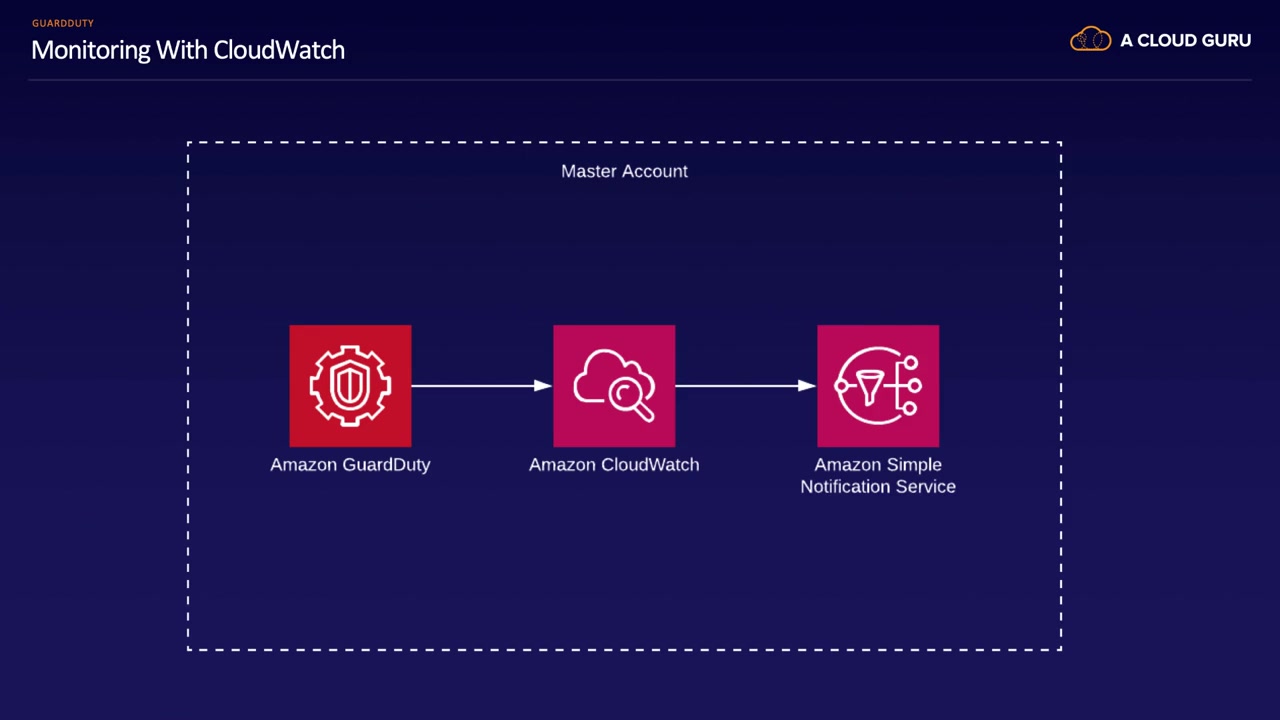 GUARDDUTY
Monitoring With CloudWatch
A CLOUD GURU
Master Account
Amazon GuardDuty
Amazon CloudWatch
Amazon Simple
Notification Service